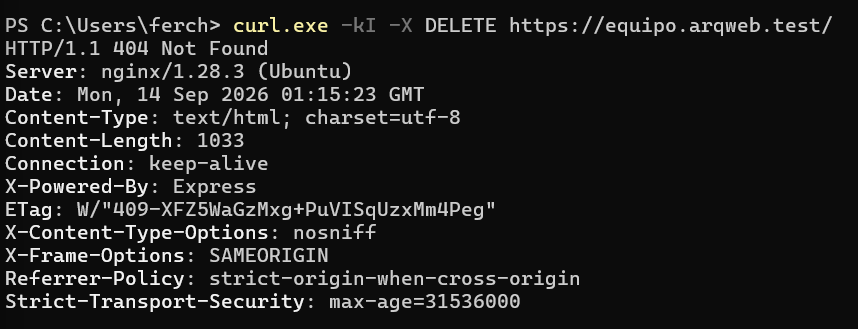 PS C:\Users\ferch> curl.exe -kI -X DELETE https://equipo.arqweb.test/
HTTP/1.1 404 Not Found
Server: nginx/1.28.3 (Ubuntu)
Date: Mon, 14 Sep 2026 01:15:23 GMT
Content-Type: text/html; charset=utf-8
Content-Length: 1033
Connection: keep-alive
X-Powered-By: Express
ETag: W/"409-XFZ5WaGzMxg+PuVISqUzxMm4Peg"
X-Content-Type-Options: nosniff
X-Frame-Options: SAMEORIGIN
Referrer-Policy: strict-origin-when-cross-origin
Strict-Transport-Security: max-age=31536000